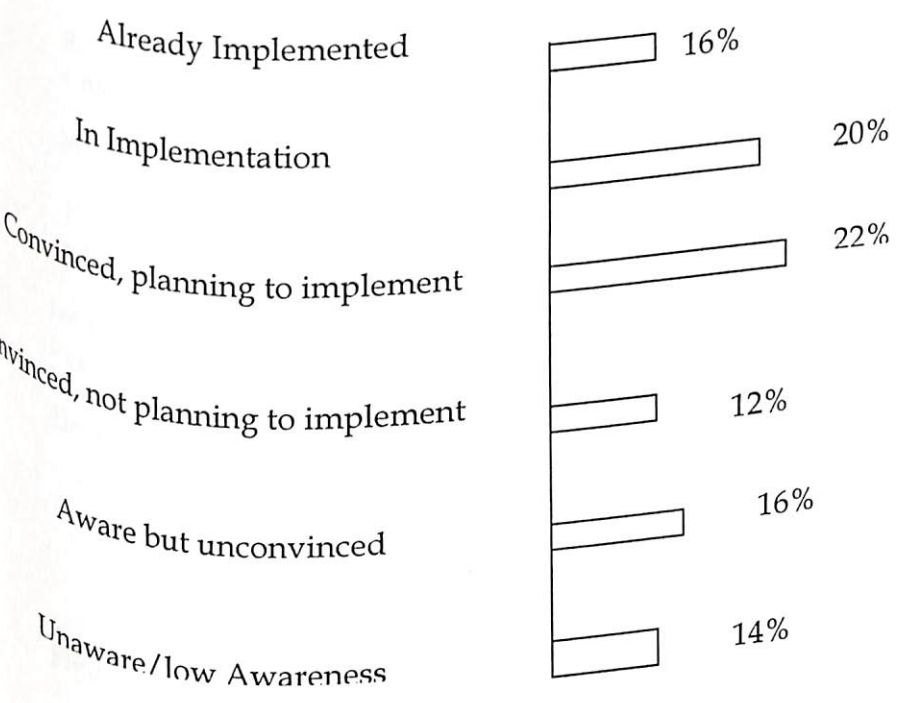 Already Implemented 16%
In Implementation 20%
Convinced, planning to implement 22%
not planning to implement 12%
Aware but unconvinced 16%
Unaware/low Awareness 14%